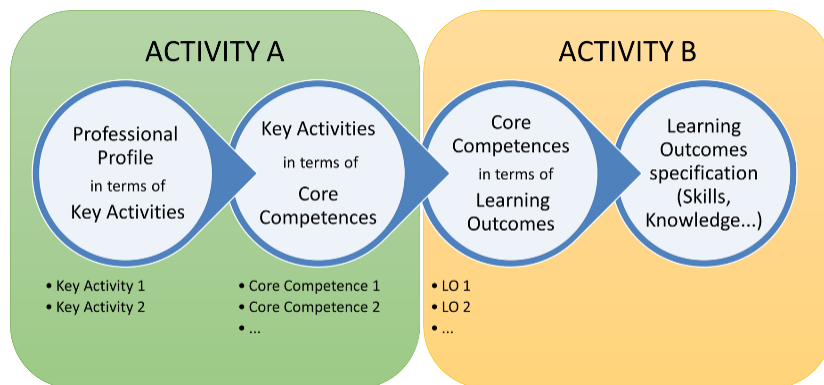 ACTIVITY A
Professional
Profile
in terms of
Key Activities
• Key Activity 1
• Key Activity 2
Key Activities
in terms of
Core
Competences
• Core Competence 1
• Core Competence 2
• ...
ACTIVITY B
Core
Competences
in terms of
Learning
Outcomes
• LO 1
• LO 2
• ...
Learning
Outcomes
specification
(Skills,
Knowledge...)